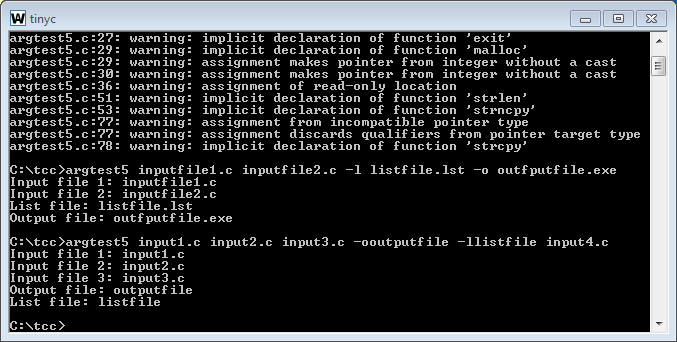 tinyc
argtest5.c:27: warning: implicit declaration of function 'exit'
argtest5.c:29: warning: implicit declaration of function 'malloc'
argtest5.c:29: warning: assignment makes pointer from integer without a cast
argtest5.c:30: warning: assignment makes pointer from integer without a cast
argtest5.c:36: warning: assignment of read-only location
argtest5.c:51: warning: implicit declaration of function 'strlen'
argtest5.c:53: warning: implicit declaration of function 'strncpy'
argtest5.c:77: warning: assignment from incompatible pointer type
argtest5.c:77: warning: assignment discards qualifiers from pointer target type
argtest5.c:78: warning: implicit declaration of function 'strcpy'
C:\tcc>argtest5 inputfile1.c inputfile2.c -l listfile.lst -o outfputfile.exe
Input file 1: inputfile1.c
Input file 2: inputfile2.c
List file: listfile.lst
Output file: outfputfile.exe
C:\tcc>argtest5 input1.c input2.c input3.c -ooutputfile -llistfile input4.c
Input file 1: input1.c
Input file 2: input2.c
Input file 3: input3.c
Output file: outputfile
List file: listfile
C:\tcc>